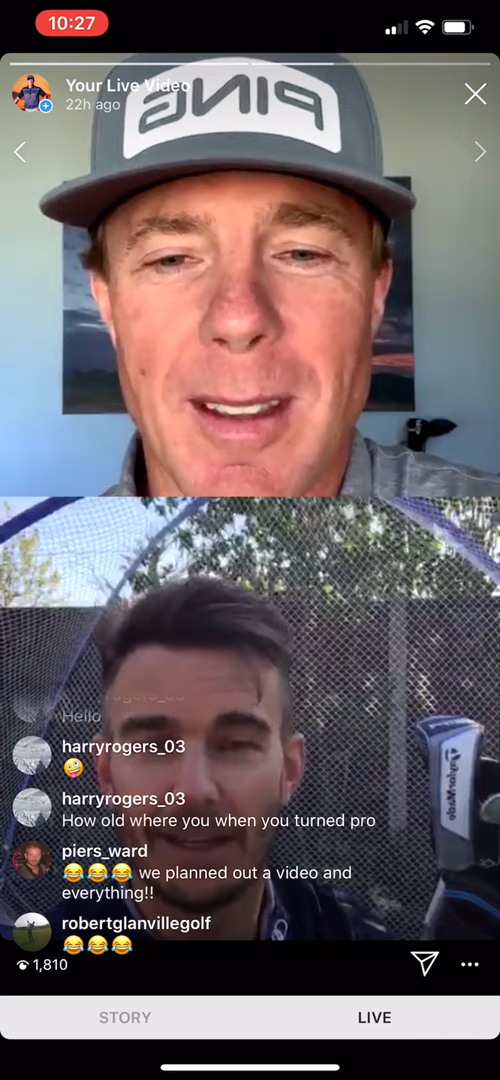 10:27
Your Live Video
22h ago
PING
Hello
harryrogers_03
🤪
harryrogers_03
How old where you when you turned pro
piers_ward
😂😂😂 we planned out a video and
everything!!
TaylorMade
robertglanvillegolf
😂😂😂
1,810
STORY
LIVE